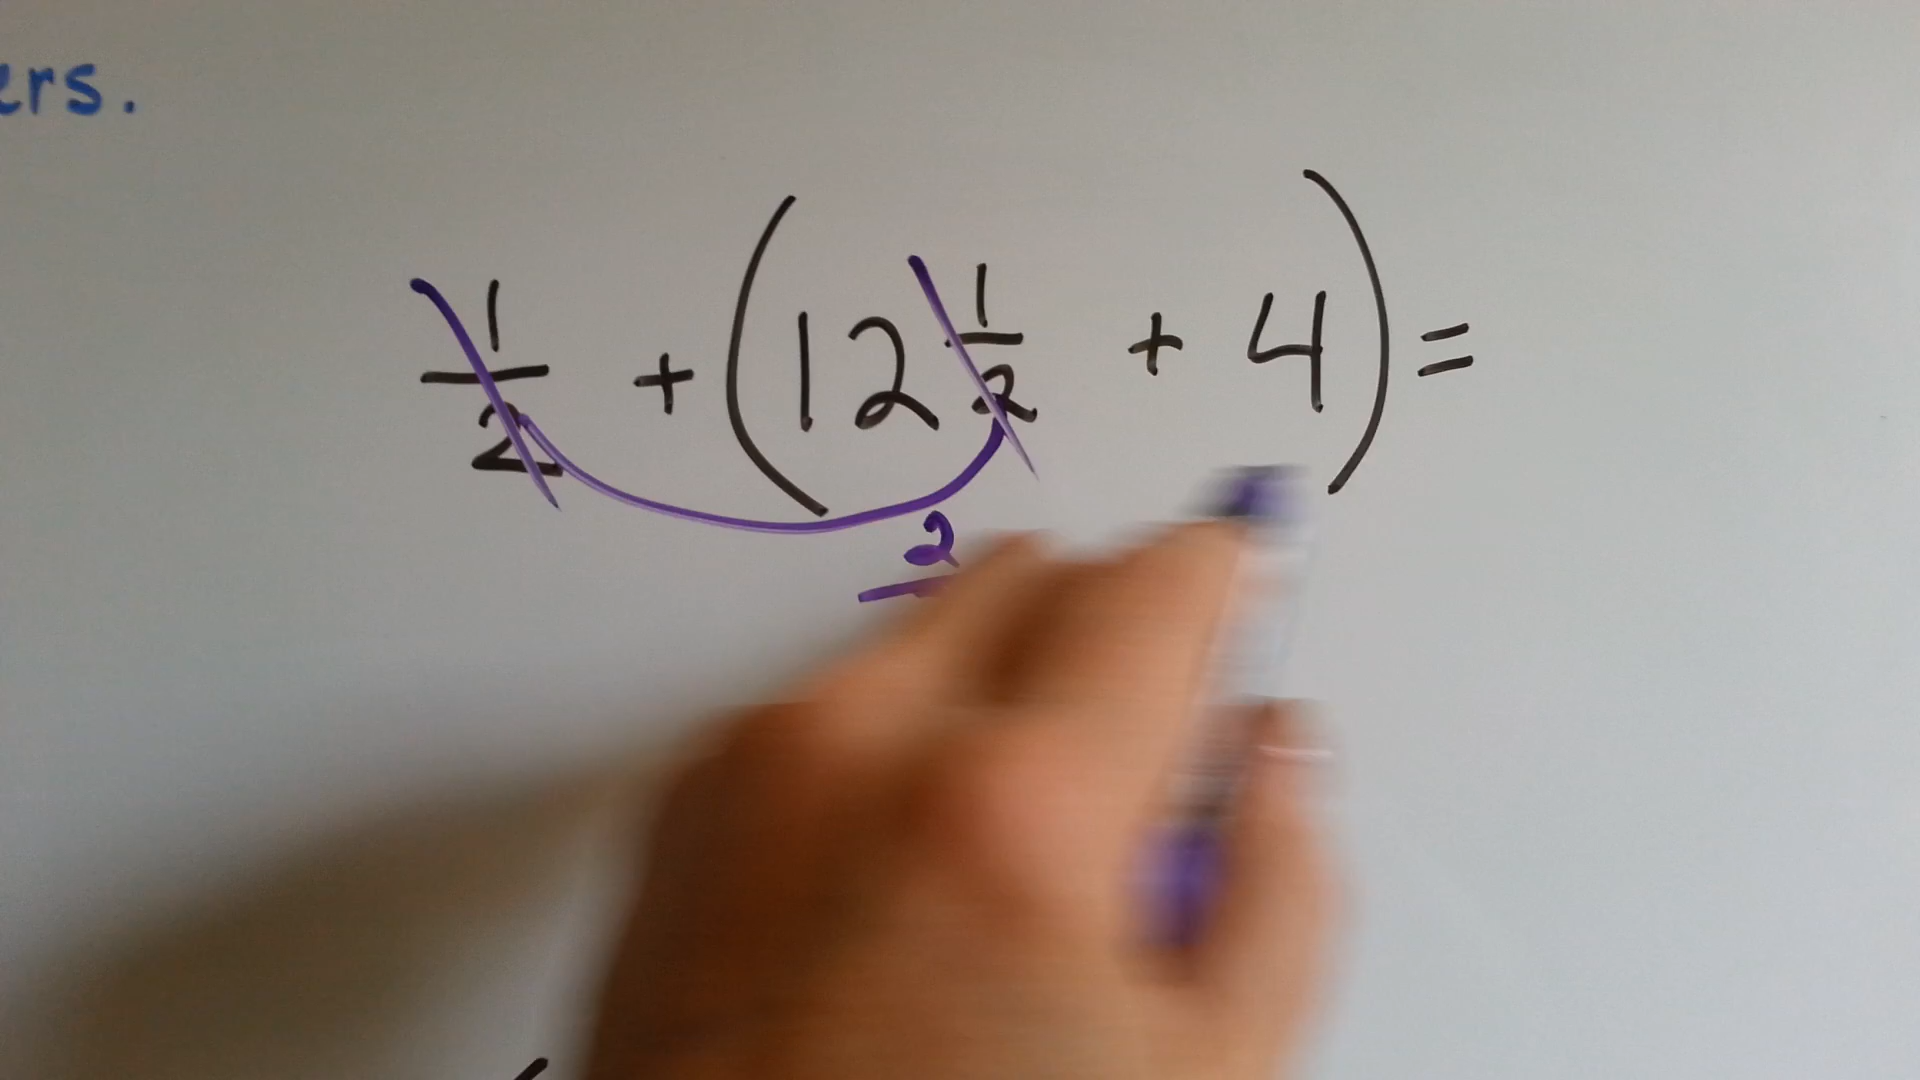 ers.
1/2 + (12 1/2 + 4) =
2